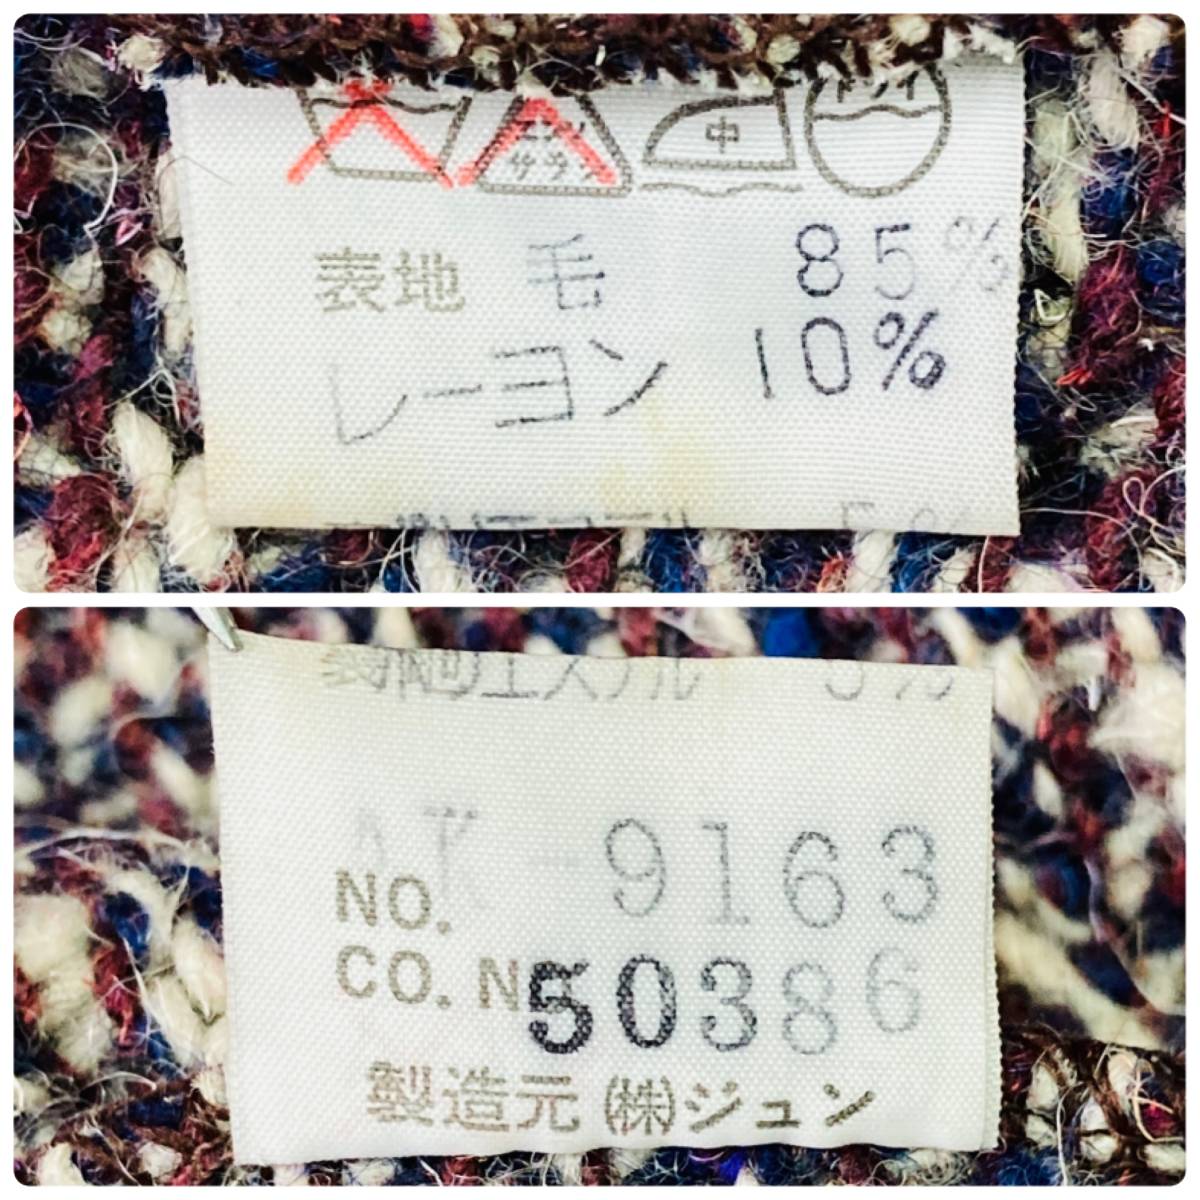 中
ドライ
表地 毛 85%
レーヨン 10%
9163
NO.
50386
CO. N
製造元 (株)ジュン